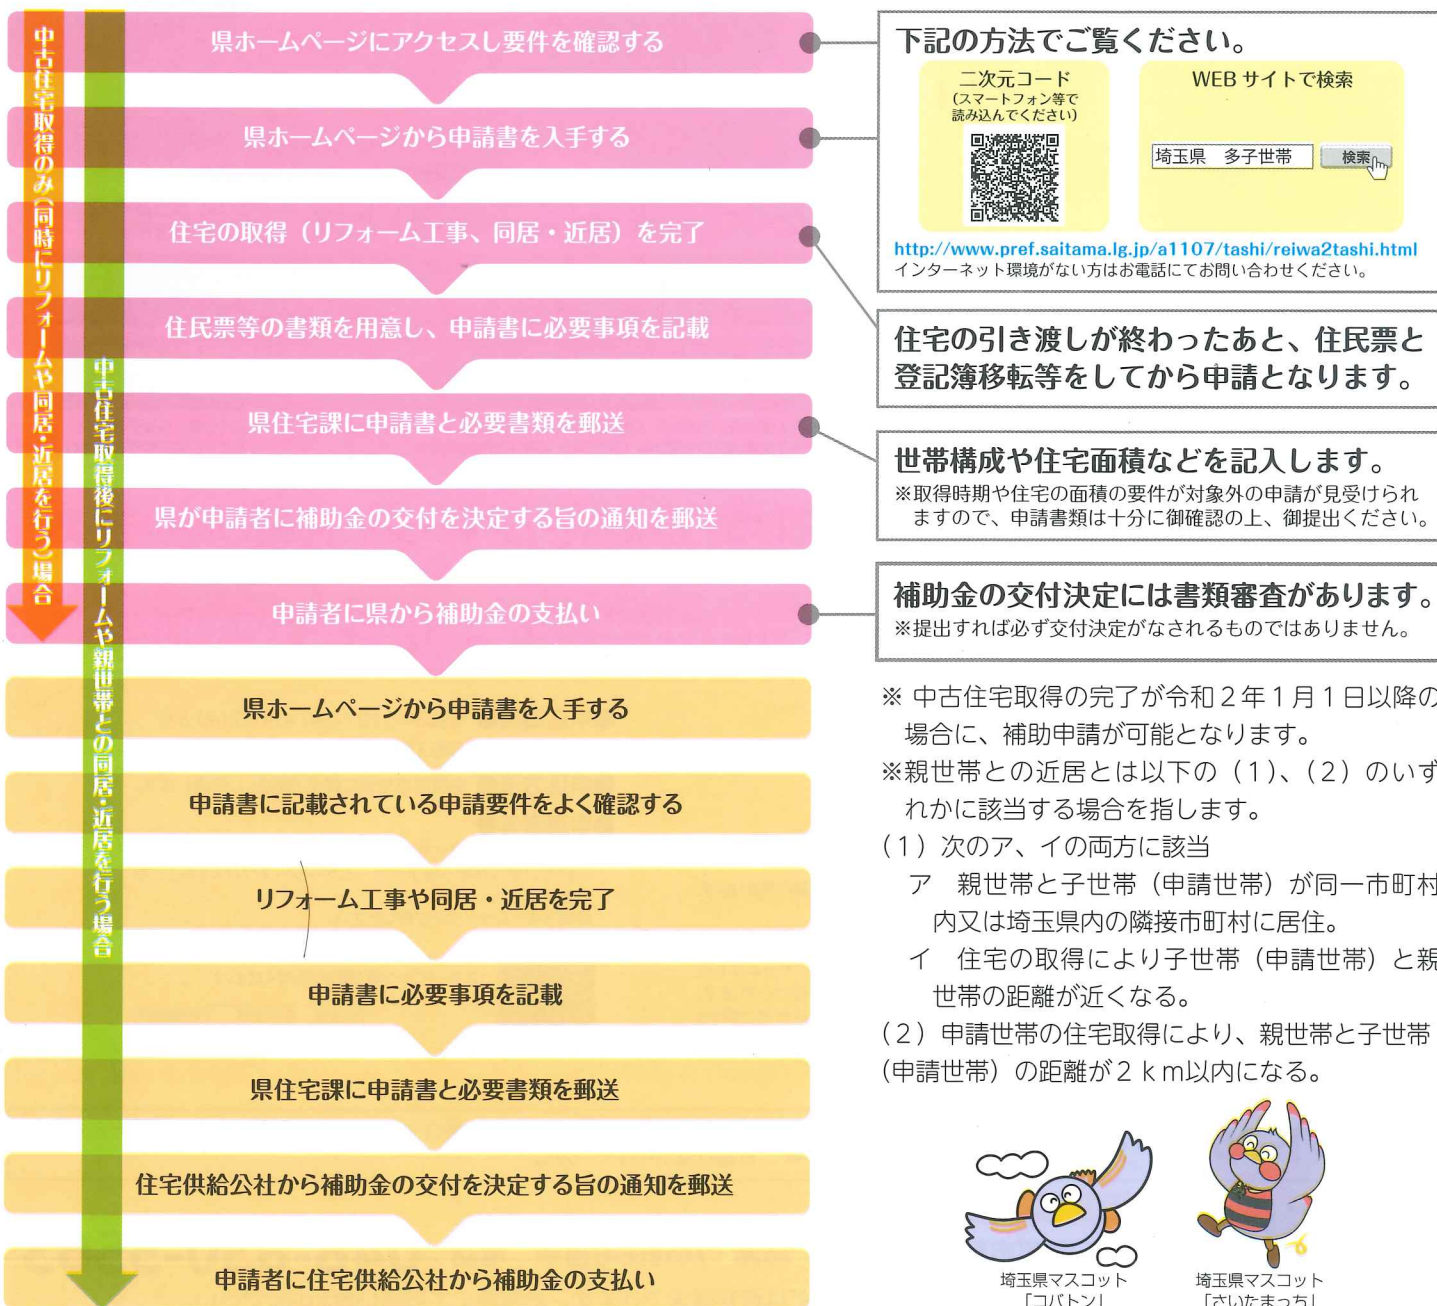 中古住宅取得のみ（同時にリフォームや同居・近居を行う）場合
中古住宅取得後にリフォームや親世帯との同居・近居を行う場合
県ホームページにアクセスし要件を確認する
県ホームページから申請書を入手する
住宅の取得（リフォーム工事、同居・近居）を完了
住民票等の書類を用意し、申請書に必要事項を記載
県住宅課に申請書と必要書類を郵送
県が申請者に補助金の交付を決定する旨の通知を郵送
申請者に県から補助金の支払い
県ホームページから申請書を入手する
申請書に記載されている申請要件をよく確認する
リフォーム工事や同居・近居を完了
申請書に必要事項を記載
県住宅課に申請書と必要書類を郵送
住宅供給公社から補助金の交付を決定する旨の通知を郵送
申請者に住宅供給公社から補助金の支払い
下記の方法でご覧ください。
二次元コード
（スマートフォン等で
読み込んでください）
WEB サイトで検索
埼玉県　多子世帯
検索
http://www.pref.saitama.lg.jp/a1107/tashi/reiwa2tashi.html
インターネット環境がない方はお電話にてお問い合わせください。
住宅の引き渡しが終わったあと、住民票と
登記簿移転等をしてから申請となります。
世帯構成や住宅面積などを記入します。
※取得時期や住宅の面積の要件が対象外の申請が見受けられ
ますので、申請書類は十分に御確認の上、御提出ください。
補助金の交付決定には書類審査があります。
※提出すれば必ず交付決定がなされるものではありません。
※ 中古住宅取得の完了が令和２年１月１日以降の
場合に、補助申請が可能となります。
※親世帯との近居とは以下の（１）、（２）のいず
れかに該当する場合を指します。
（１）次のア、イの両方に該当
ア　親世帯と子世帯（申請世帯）が同一市町村
内又は埼玉県内の隣接市町村に居住。
イ　住宅の取得により子世帯（申請世帯）と親
世帯の距離が近くなる。
（２）申請世帯の住宅取得により、親世帯と子世帯
（申請世帯）の距離が２ｋｍ以内になる。
埼玉県マスコット
「コバトン」
埼玉県マスコット
「さいたまっち」